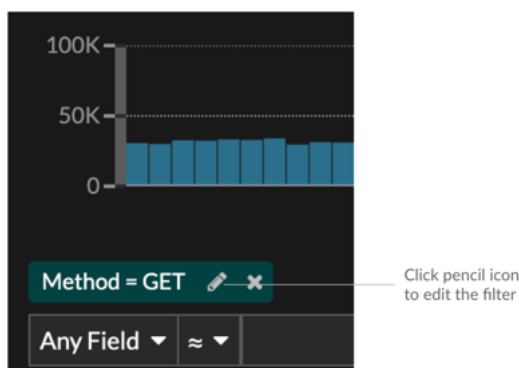 100K
50K
0
Method = GET
Click pencil icon
to edit the filter
Any Field ≈